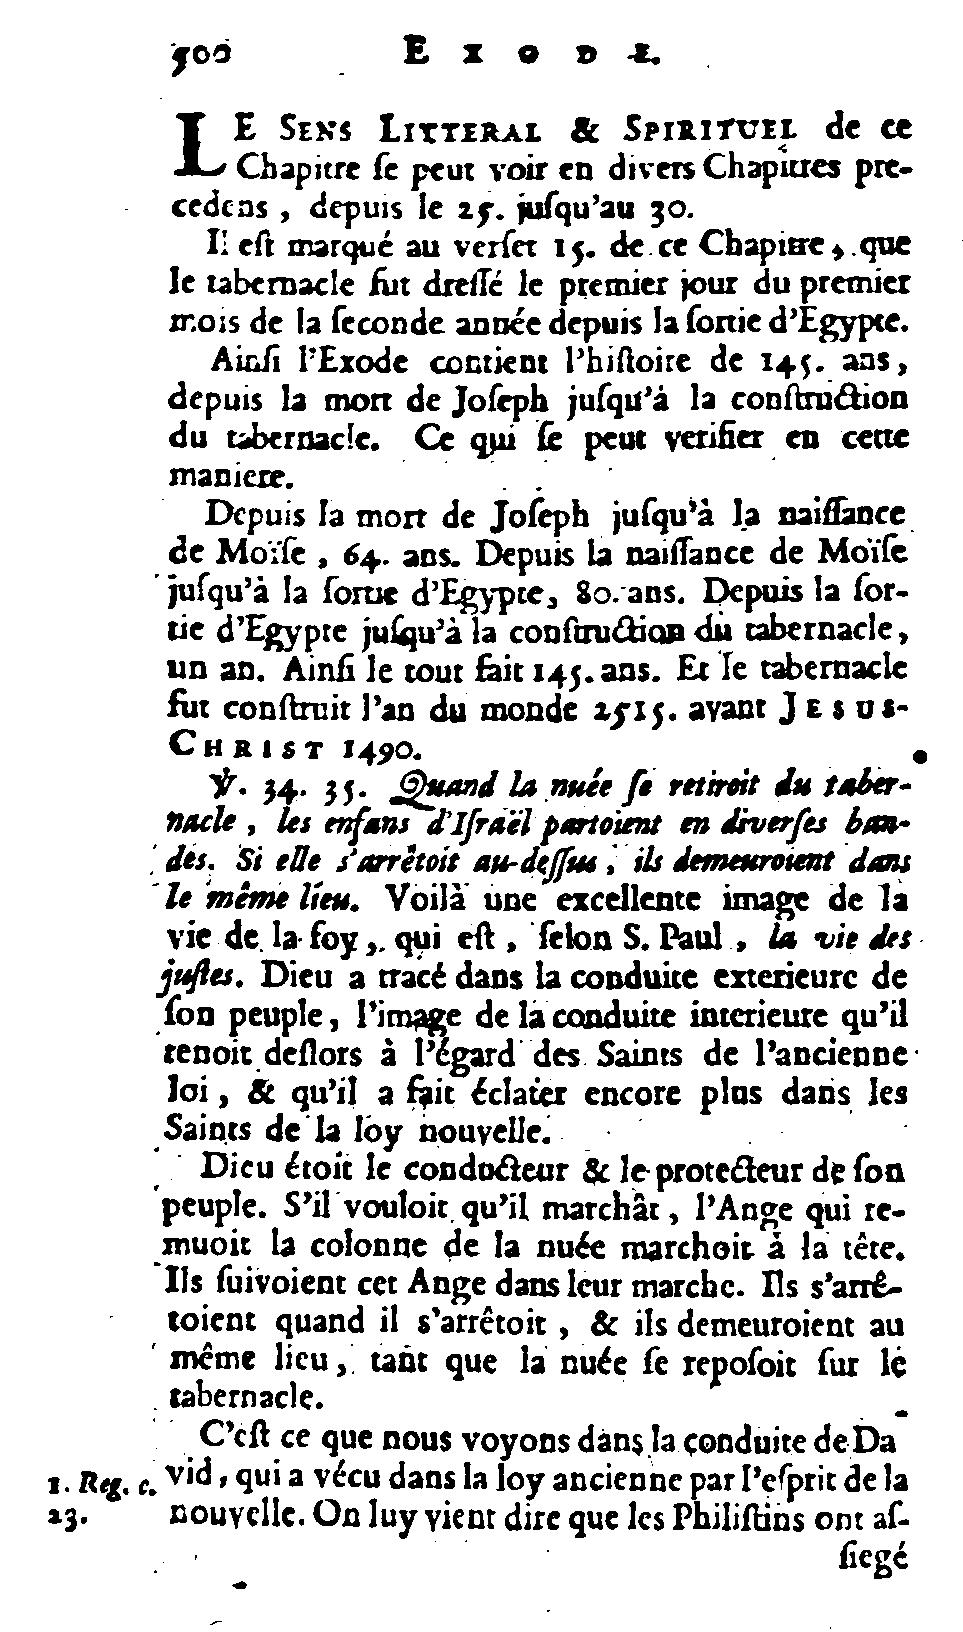 500 EXODE.
LE SENS LITTERAL & SPIRITUEL de ce
Chapitre ſe peut voir en divers Chapitres pre-
cedens, depuis le 25. juſqu'au 30.
Il eſt marqué au verſet 15. de ce Chapitre, que
le tabernacle fut dreſſé le premier jour du premier
mois de la ſeconde année depuis la ſortie d'Egypte.
Ainſi l'Exode contient l'hiſtoire de 145. ans,
depuis la mort de Joſeph juſqu'à la conſtruction
du tabernacle. Ce qui ſe peut verifier en cette
maniere.
Depuis la mort de Joſeph juſqu'à la naiſſance
de Moïſe, 64. ans. Depuis la naiſſance de Moïſe
juſqu'à la ſortie d'Egypte, 80. ans. Depuis la ſor-
tie d'Egypte juſqu'à la conſtruction du tabernacle,
un an. Ainſi le tout fait 145. ans. Et le tabernacle
fut conſtruit l'an du monde 2515. avant JESUS-
CHRIST 1490.
℣. 34. 35. Quand la nuée ſe retiroit du taber-
nacle, les enfans d'Iſraël partoient en diverſes ban-
des. Si elle s'arrêtoit au-deſſus, ils demeuroient dans
le même lieu. Voilà une excellente image de la
vie de la foy, qui eſt, ſelon S. Paul, la vie des
juſtes. Dieu a tracé dans la conduite exterieure de
ſon peuple, l'image de la conduite interieure qu'il
tenoit deſlors à l'égard des Saints de l'ancienne
loi, & qu'il a fait éclater encore plus dans les
Saints de la loy nouvelle.
Dieu étoit le conducteur & le protecteur de ſon
peuple. S'il vouloit qu'il marchât, l'Ange qui re-
muoit la colonne de la nuée marchoit à la tête.
Ils ſuivoient cet Ange dans leur marche. Ils s'arrê-
toient quand il s'arrêtoit, & ils demeuroient au
même lieu, tant que la nuée ſe repoſoit ſur le
tabernacle.
C'eſt ce que nous voyons dans la conduite de Da
1. Reg. c. vid, qui a vécu dans la loy ancienne par l'eſprit de la
23. nouvelle. On luy vient dire que les Philiſtins ont aſ-
ſiegé